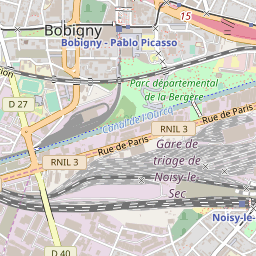 15
Bobigny
Bobigny - Pablo Picasso
Parc départemental
de la Bergère
D 27
Canal de l'Ourcq
Rue de Paris
RNIL 3
Rue de Paris
RNIL 3
Gare de
triage de
Noisy-le-
Sec
Noisy-le-
D 40